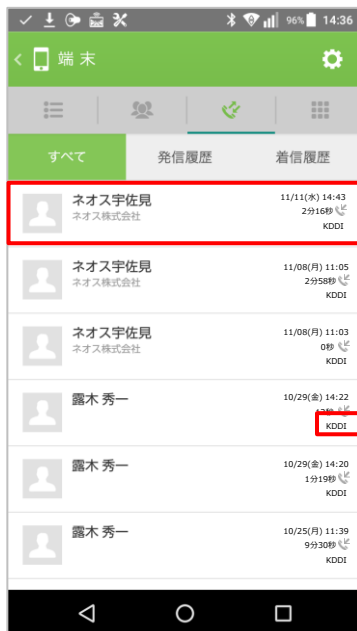 96% 14:36
端 末
すべて 発信履歴 着信履歴
ネオス宇佐見 11/11(水) 14:43
ネオス株式会社 2分16秒
KDDI
ネオス宇佐見 11/08(月) 11:05
ネオス株式会社 2分58秒
KDDI
ネオス宇佐見 11/08(月) 11:03
ネオス株式会社 0秒
KDDI
露木 秀一 10/29(金) 14:22
KDDI
露木 秀一 10/29(金) 14:20
1分19秒
KDDI
露木 秀一 10/25(月) 11:39
9分30秒
KDDI